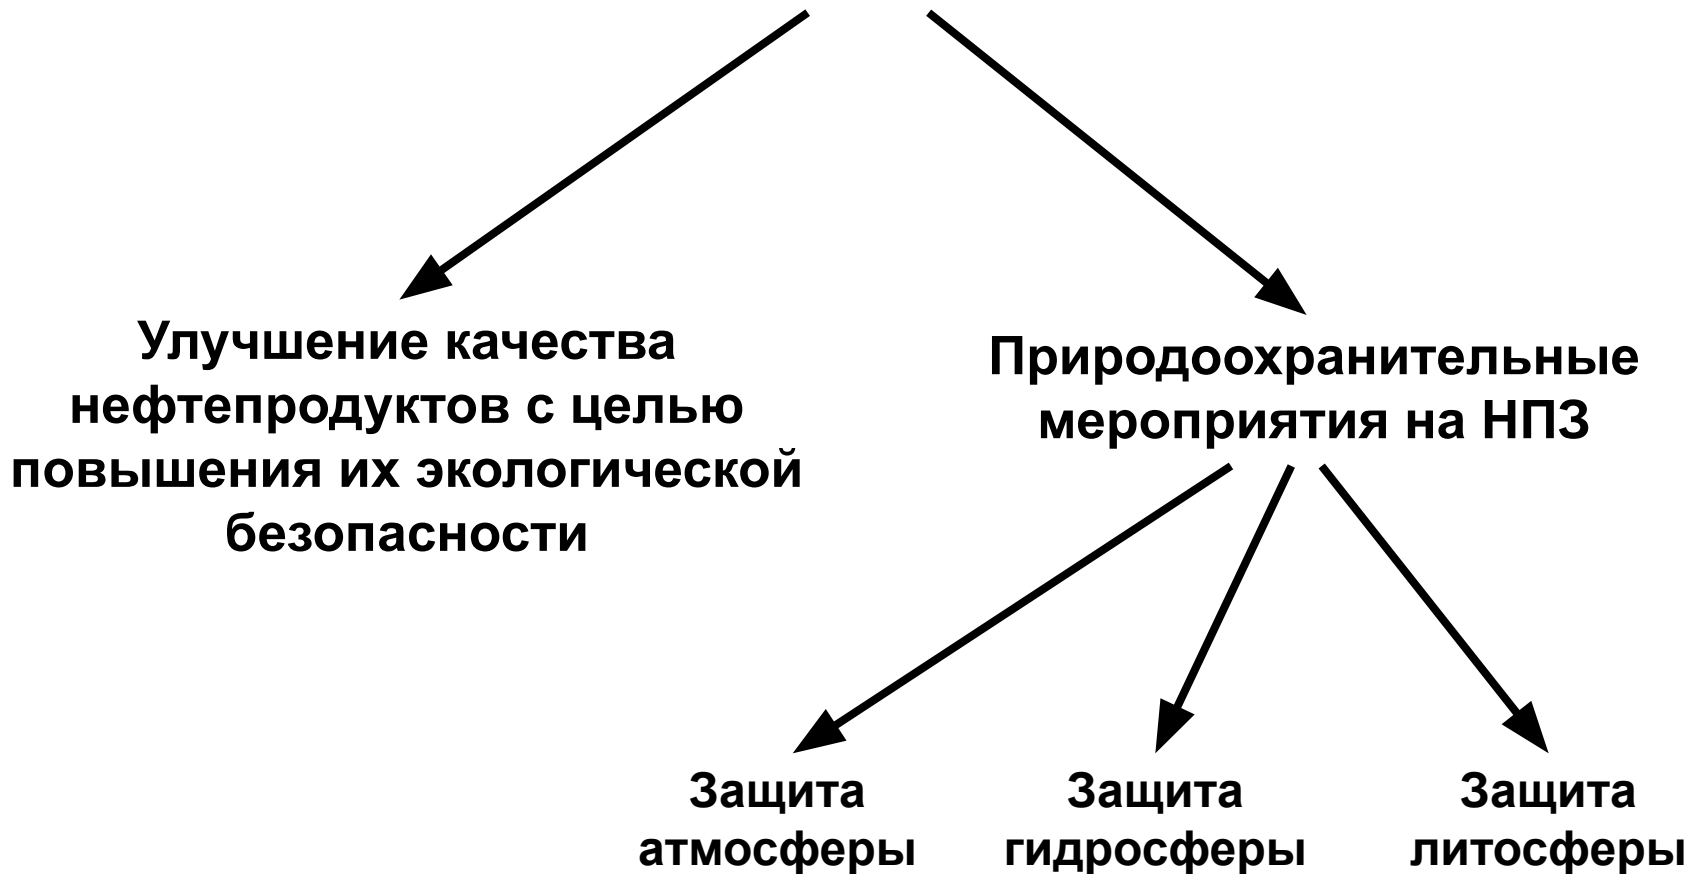 Улучшение качества
нефтепродуктов с целью
повышения их экологической
безопасности
Природоохранительные
мероприятия на НПЗ
Защита
атмосферы
Защита
гидросферы
Защита
литосферы